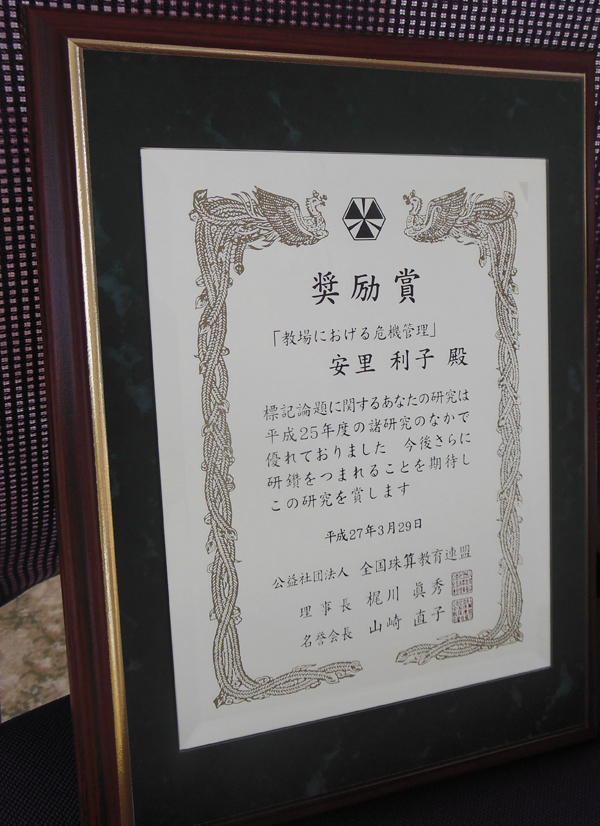 奨励賞
「教場における危機管理」
安里 利子 殿
標記論題に関するあなたの研究は
平成25年度の諸研究のなかで
優れておりました　今後さらに
研鑽をつまれることを期待し
この研究を賞します
平成27年3月29日
公益社団法人 全国珠算教育連盟
理事長 梶川 眞秀
名誉会長 山崎 直子